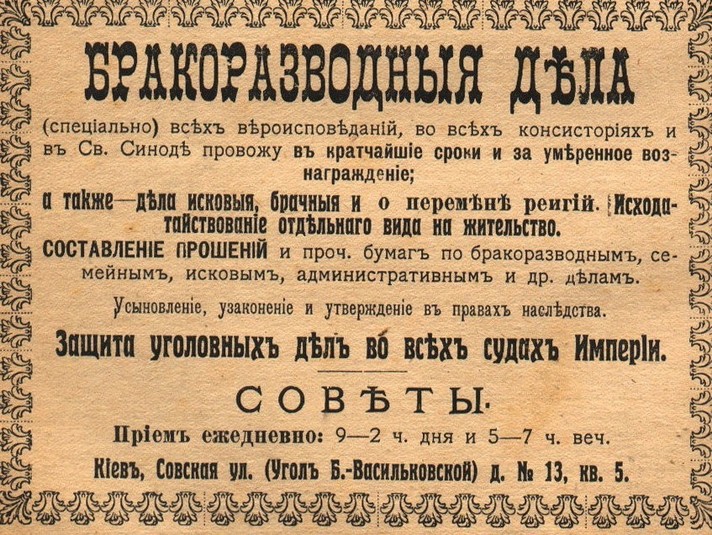 БРАКОРАЗВОДНЫЯ ДѢЛА
(спеціально) всѣхъ вѣроисповѣданій, во всѣхъ консисторіяхъ и
въ Св. Синодѣ провожу въ кратчайшіе сроки и за умѣренное воз-
награжденіе;
а также—дѣла исковыя, брачныя и о перемѣнѣ реигій. Исхода-
тайствованіе отдѣльнаго вида на жительство.
СОСТАВЛЕНІЕ ПРОШЕНІЙ и проч. бумагъ по бракоразводнымъ, се-
мейнымъ, исковымъ, административнымъ и др. дѣламъ.
Усыновленіе, узаконеніе и утвержденіе въ правахъ наслѣдства.
Защита уголовныхъ дѣлъ во всѣхъ судахъ Имперіи.
СОВѢТЫ.
Пріемъ ежедневно: 9—2 ч. дня и 5—7 ч. веч.
Кіевъ, Совская ул. (Уголъ Б.-Васильковской) д. № 13, кв. 5.